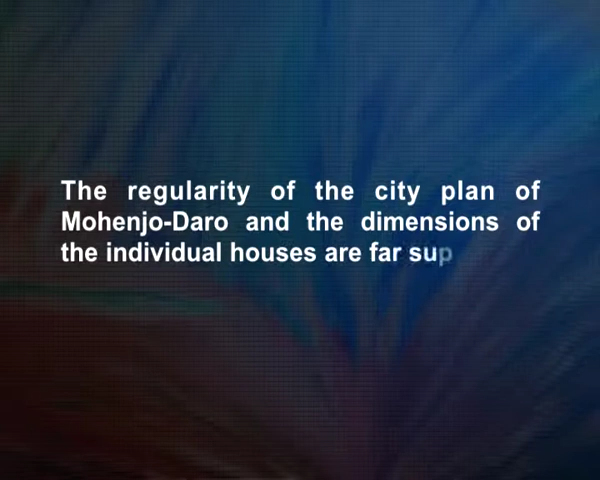 The regularity of the city plan of
Mohenjo-Daro and the dimensions of
the individual houses are far sup